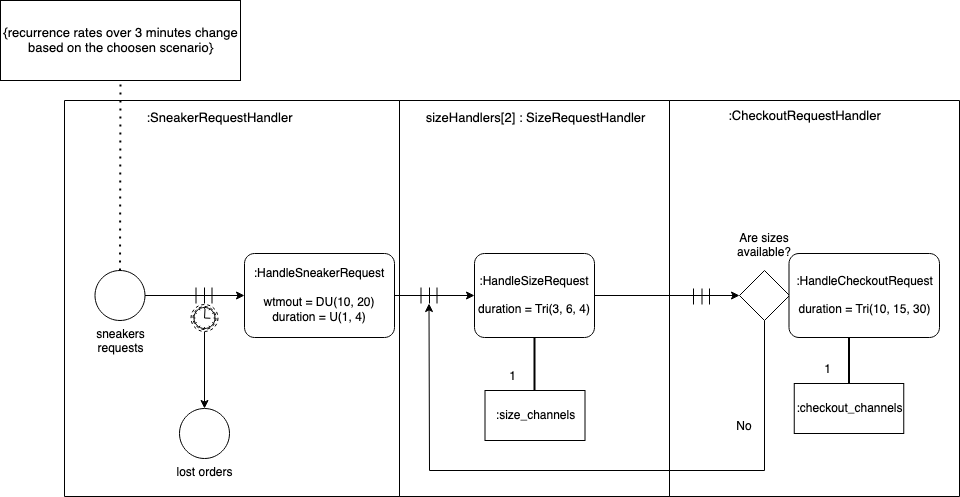 {recurrence rates over 3 minutes change
based on the choosen scenario}
:SneakerRequestHandler
sizeHandlers[2] : SizeRequestHandler
:CheckoutRequestHandler
sneakers
requests
:HandleSneakerRequest
wtmout = DU(10, 20)
duration = U(1, 4)
lost orders
:HandleSizeRequest
duration = Tri(3, 6, 4)
1
:size_channels
Are sizes
available?
:HandleCheckoutRequest
duration = Tri(10, 15, 30)
1
:checkout_channels
No